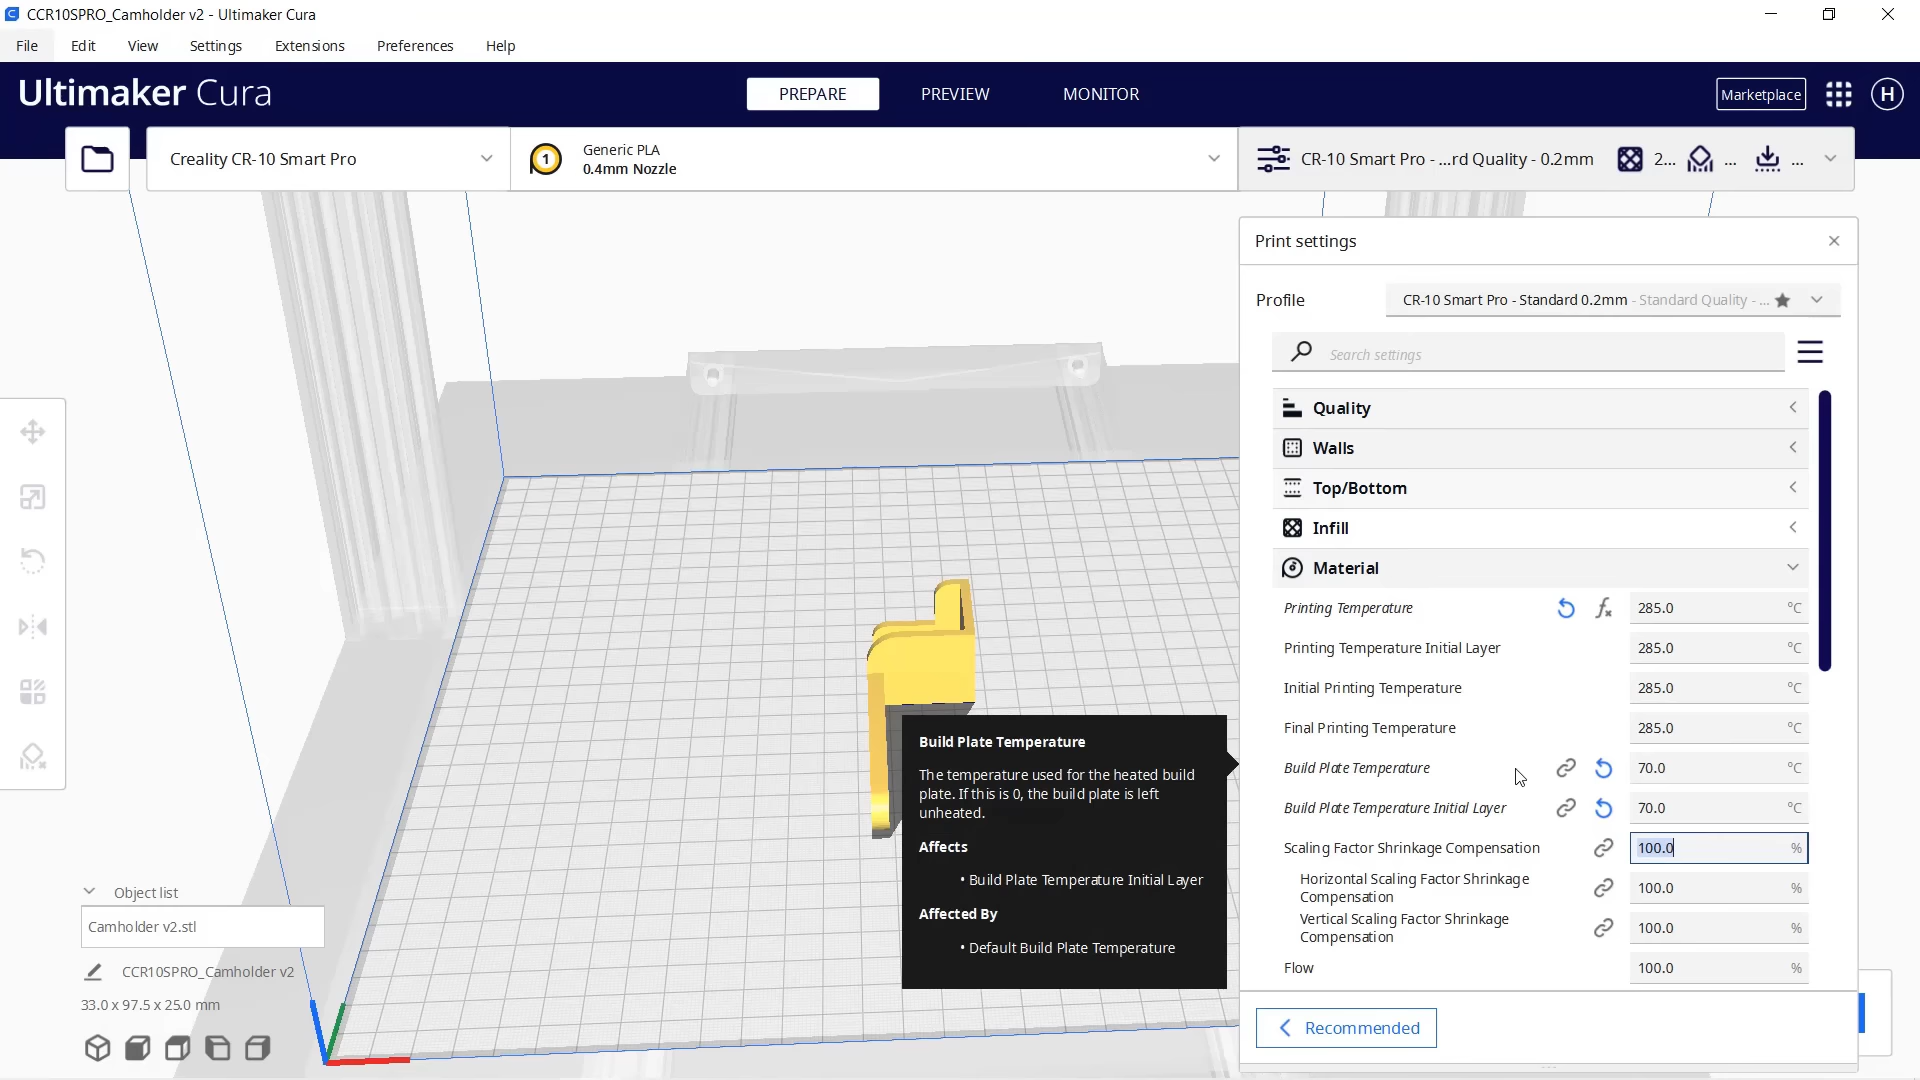 CCR10SPRO_Camholder v2 - Ultimaker Cura
File Edit View Settings Extensions Preferences Help
Ultimaker Cura
PREPARE PREVIEW MONITOR
Marketplace H
Creality CR-10 Smart Pro
1
Generic PLA
0.4mm Nozzle
CR-10 Smart Pro - ...rd Quality - 0.2mm 2... ... ...
Print settings
Profile CR-10 Smart Pro - Standard 0.2mm - Standard Quality - ...
Search settings
Quality
Walls
Top/Bottom
Infill
Material
Printing Temperature fx 285.0 °C
Printing Temperature Initial Layer 285.0 °C
Initial Printing Temperature 285.0 °C
Final Printing Temperature 285.0 °C
Build Plate Temperature 70.0 °C
Build Plate Temperature Initial Layer 70.0 °C
Scaling Factor Shrinkage Compensation 100.0 %
Horizontal Scaling Factor Shrinkage
Compensation 100.0 %
Vertical Scaling Factor Shrinkage
Compensation 100.0 %
Flow 100.0 %
Recommended
Build Plate Temperature
The temperature used for the heated build
plate. If this is 0, the build plate is left
unheated.
Affects
• Build Plate Temperature Initial Layer
Affected By
• Default Build Plate Temperature
Object list
Camholder v2.stl
CCR10SPRO_Camholder v2
33.0 x 97.5 x 25.0 mm